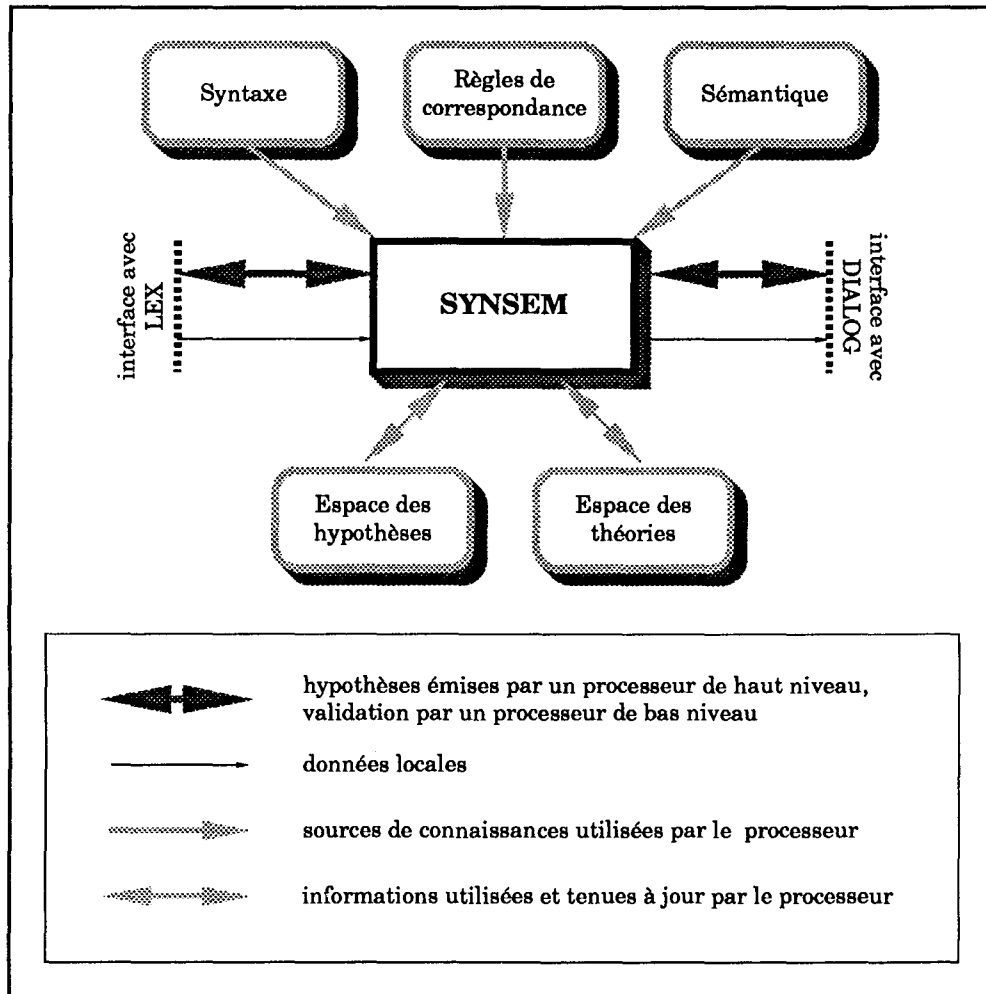 Syntaxe
Règles de
correspondance
Sémantique
interface avec
LEX
SYNSEM
interface avec
DIALOG
Espace des
hypothèses
Espace des
théories
hypothèses émises par un processeur de haut niveau,
validation par un processeur de bas niveau
données locales
sources de connaissances utilisées par le processeur
informations utilisées et tenues à jour par le processeur